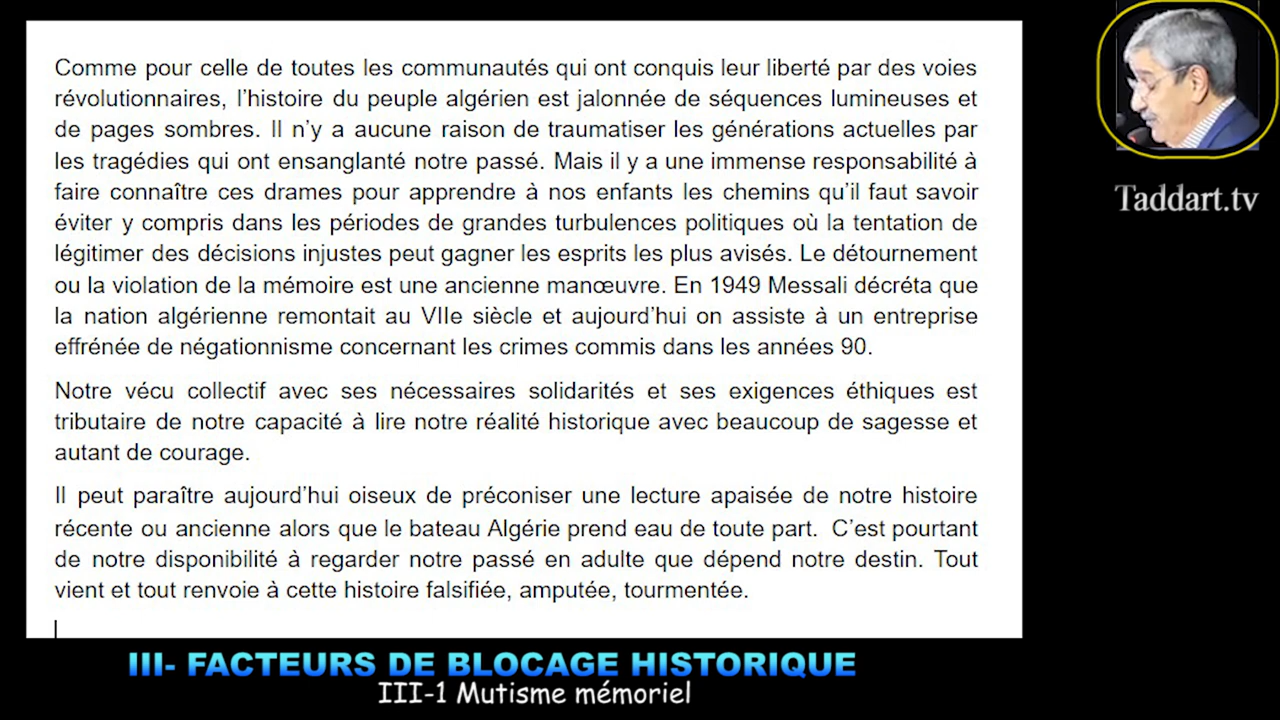 Comme pour celle de toutes les communautés qui ont conquis leur liberté par des voies
révolutionnaires, l’histoire du peuple algérien est jalonnée de séquences lumineuses et
de pages sombres. Il n’y a aucune raison de traumatiser les générations actuelles par
les tragédies qui ont ensanglanté notre passé. Mais il y a une immense responsabilité à
faire connaître ces drames pour apprendre à nos enfants les chemins qu’il faut savoir
éviter y compris dans les périodes de grandes turbulences politiques où la tentation de
légitimer des décisions injustes peut gagner les esprits les plus avisés. Le détournement
ou la violation de la mémoire est une ancienne manœuvre. En 1949 Messali décréta que
la nation algérienne remontait au VIIe siècle et aujourd’hui on assiste à un entreprise
effrénée de négationnisme concernant les crimes commis dans les années 90.
Notre vécu collectif avec ses nécessaires solidarités et ses exigences éthiques est
tributaire de notre capacité à lire notre réalité historique avec beaucoup de sagesse et
autant de courage.
Il peut paraître aujourd’hui oiseux de préconiser une lecture apaisée de notre histoire
récente ou ancienne alors que le bateau Algérie prend eau de toute part. C’est pourtant
de notre disponibilité à regarder notre passé en adulte que dépend notre destin. Tout
vient et tout renvoie à cette histoire falsifiée, amputée, tourmentée.
Taddart.tv
III- FACTEURS DE BLOCAGE HISTORIQUE
III-1 Mutisme mémoriel